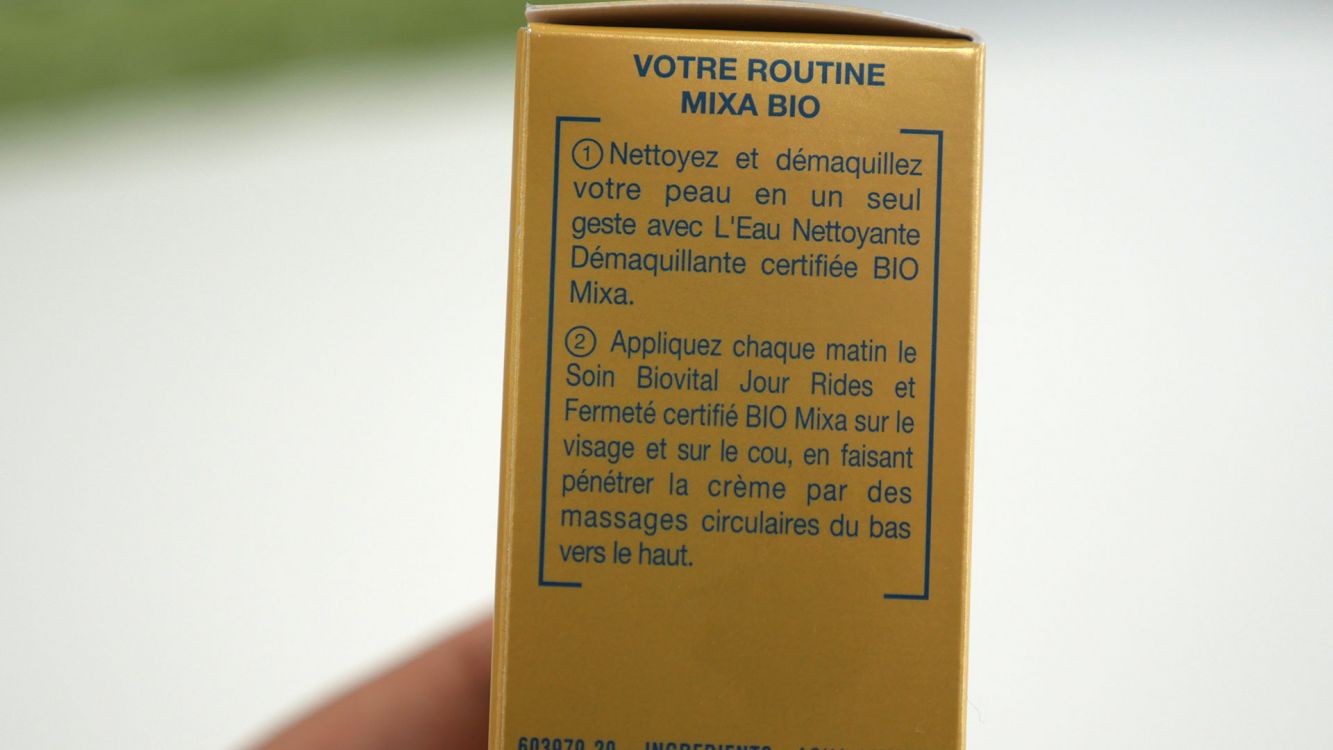 VOTRE ROUTINE
MIXA BIO
① Nettoyez et démaquillez
votre peau en un seul
geste avec L'Eau Nettoyante
Démaquillante certifiée BIO
Mixa.
② Appliquez chaque matin le
Soin Biovital Jour Rides et
Fermeté certifié BIO Mixa sur le
visage et sur le cou, en faisant
pénétrer la crème par des
massages circulaires du bas
vers le haut.
INGREDIENTS